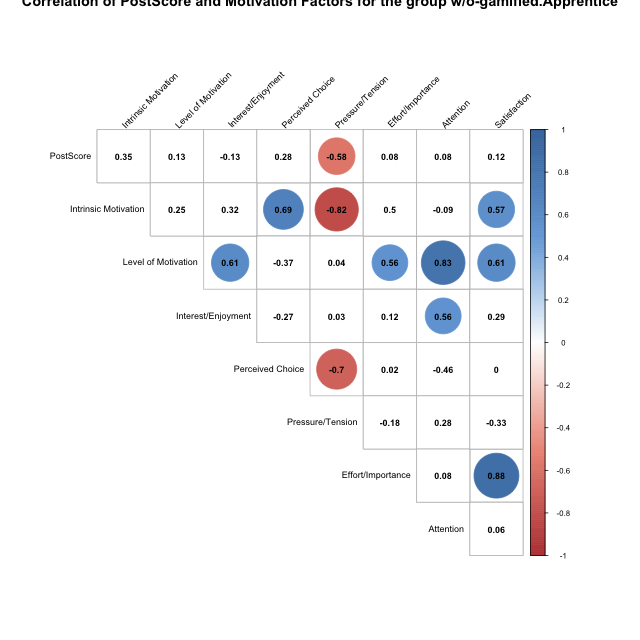 Correlation of PostScore and Motivation Factors for the group w/o-gamified.Apprentice
Intrinsic Motivation
Level of Motivation
Interest/Enjoyment
Perceived Choice
Pressure/Tension
Effort/Importance
Attention
Satisfaction
PostScore 0.35 0.13 -0.13 0.28 -0.58 0.08 0.08 0.12
Intrinsic Motivation 0.25 0.32 0.69 -0.82 0.5 -0.09 0.57
Level of Motivation 0.61 -0.37 0.04 0.56 0.83 0.61
Interest/Enjoyment -0.27 0.03 0.12 0.56 0.29
Perceived Choice -0.7 0.02 -0.46 0
Pressure/Tension -0.18 0.28 -0.33
Effort/Importance 0.08 0.88
Attention 0.06
1
0.8
0.6
0.4
0.2
0
-0.2
-0.4
-0.6
-0.8
-1